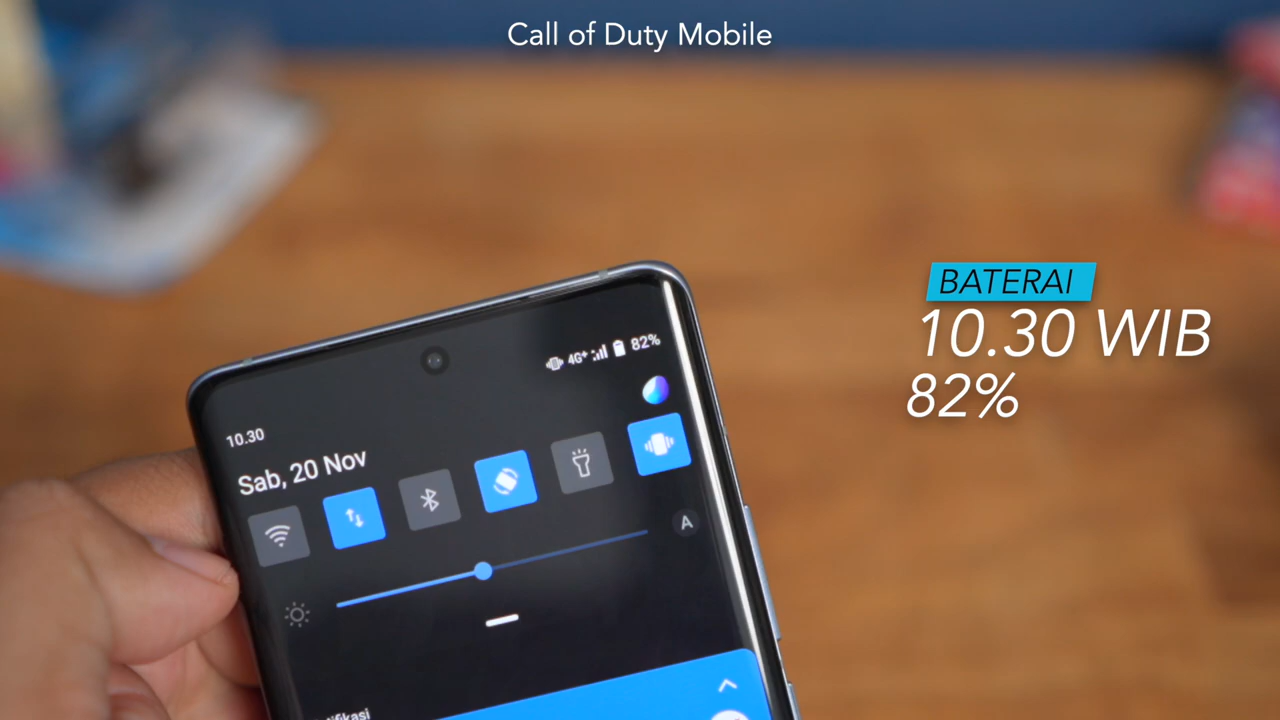 Call of Duty Mobile
BATERAI
10.30 WIB
82%
4G+ 82%
10.30
Sab, 20 Nov
A